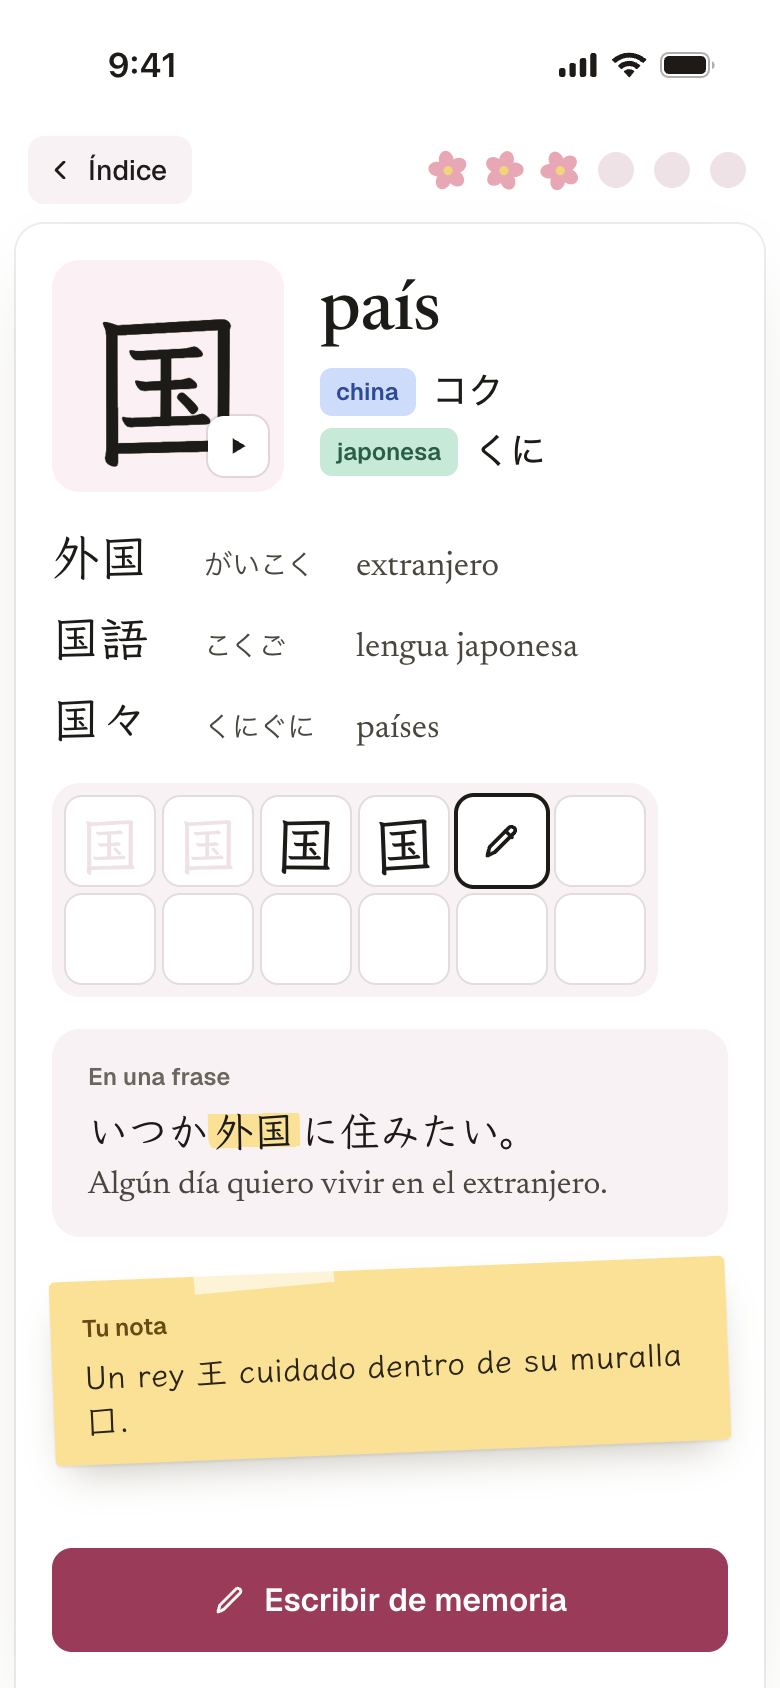 9:41
Índice
国
país
china コク
japonesa くに
外国 がいこく extranjero
国語 こくご lengua japonesa
国々 くにぐに países
国 国 国 国
En una frase
いつか外国に住みたい。
Algún día quiero vivir en el extranjero.
Tu nota
Un rey 王 cuidado dentro de su muralla
囗.
Escribir de memoria